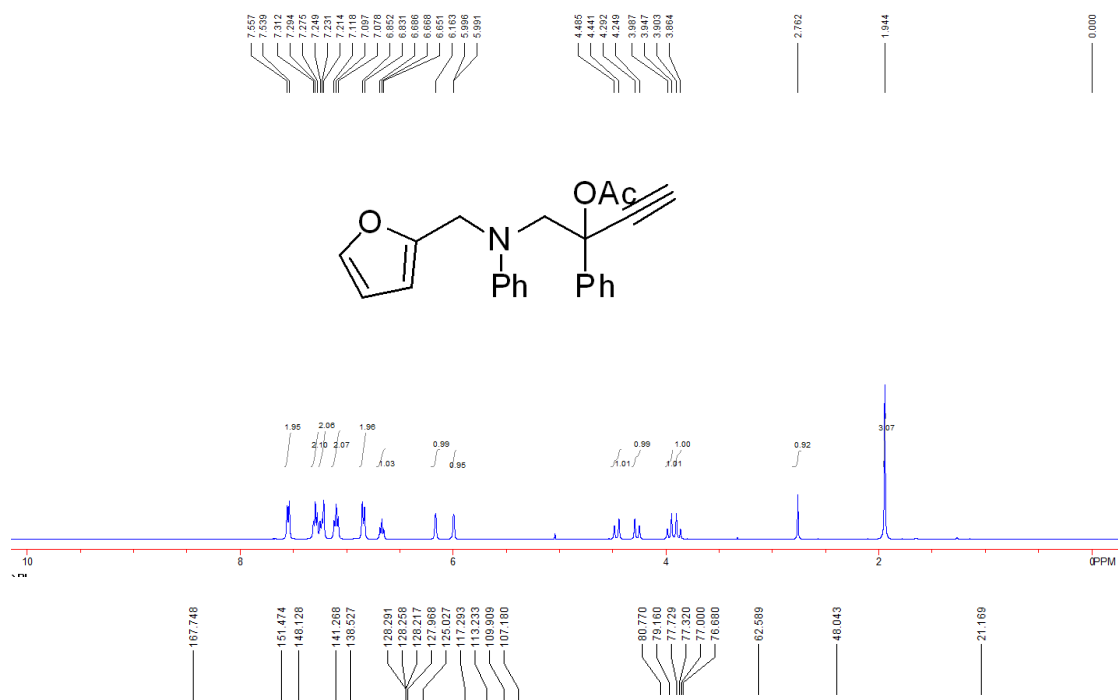 7.557 7.539 7.312 7.294 7.275 7.249 7.231 7.214 7.118 7.097 7.078 6.852 6.831 6.686 6.668 6.651 6.163 5.996 5.991 4.485 4.441 4.292 4.249 3.987 3.947 3.903 3.864 2.762 1.944 0.000
OAc
O
N
Ph Ph
1.95 2.10 2.06 2.07 1.96 1.03 0.99 0.95 1.01 0.99 1.01 1.00 0.92 3.07
10 8 6 4 2 0 PPM
167.748 151.474 148.128 141.268 138.527 128.291 128.258 128.217 127.968 125.027 117.293 113.233 109.909 107.180 80.770 79.160 77.729 77.320 77.000 76.680 62.589 48.043 21.169